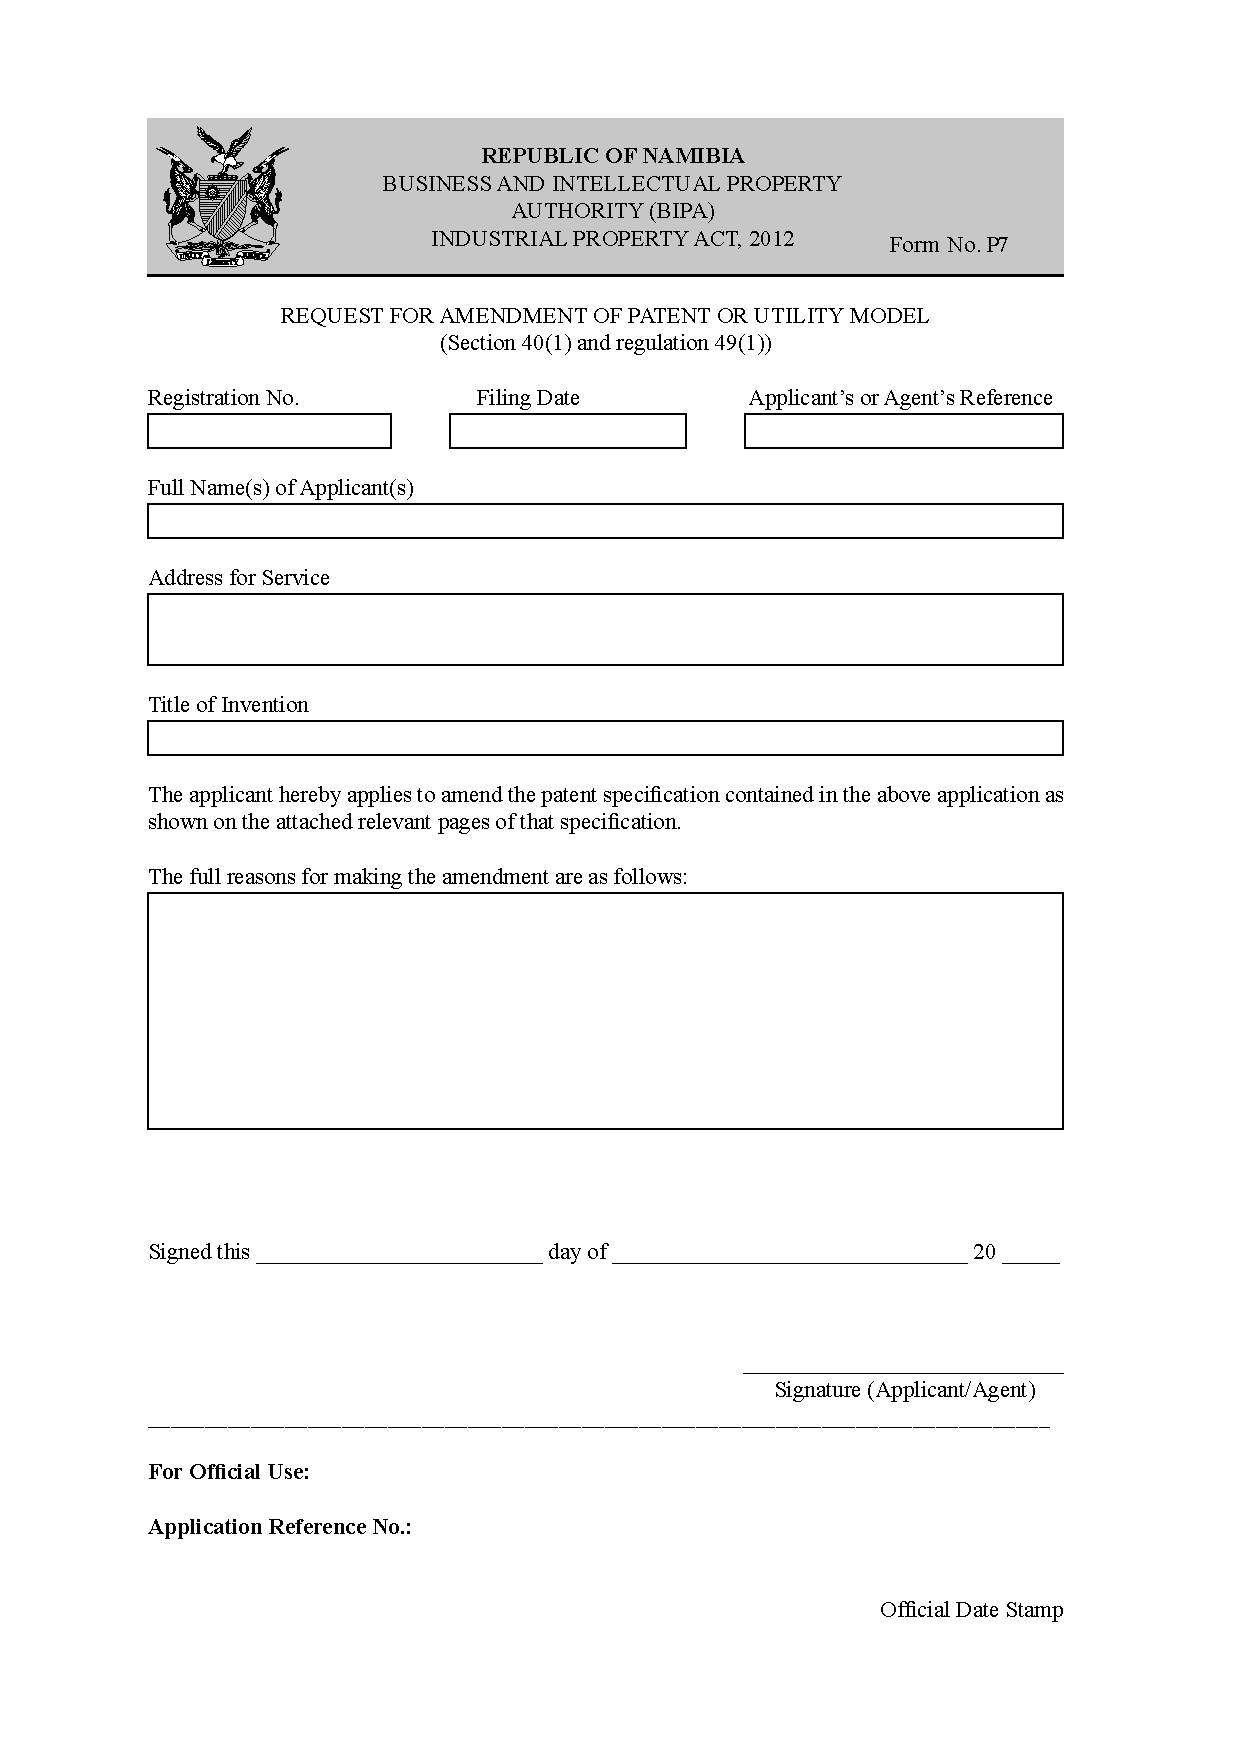 REPUBLIC OF NAMIBIA
BUSINESS AND INTELLECTUAL PROPERTY
AUTHORITY (BIPA)
INDUSTRIAL PROPERTY ACT, 2012
Form No. P7
REQUEST FOR AMENDMENT OF PATENT OR UTILITY MODEL
(Section 40(1) and regulation 49(1))
Registration No. Filing Date Applicant’s or Agent’s Reference
Full Name(s) of Applicant(s)
Address for Service
Title of Invention
The applicant hereby applies to amend the patent specification contained in the above application as
shown on the attached relevant pages of that specification.
The full reasons for making the amendment are as follows:
Signed this _________________________ day of _______________________________ 20 _____
Signature (Applicant/Agent)
For Official Use:
Application Reference No.:
Official Date Stamp